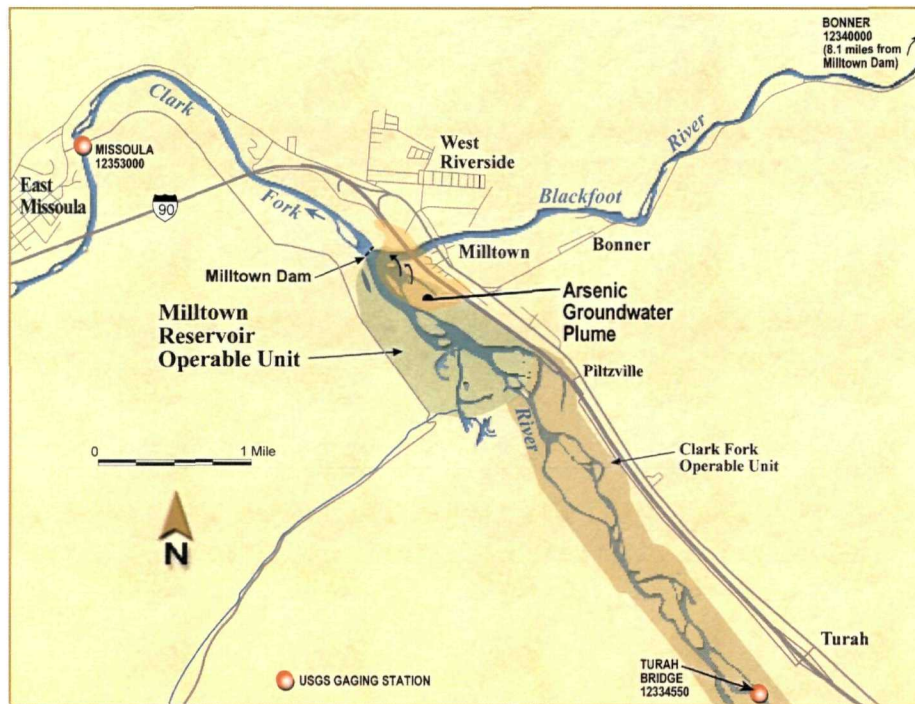 BONNER
12340000
(8.1 miles from
Milltown Dam)
Clark
Fork
MISSOULA
12353000
East
Missoula
90
West
Riverside
River
Blackfoot
Bonner
Milltown
Milltown Dam
Arsenic
Groundwater
Plume
Milltown
Reservoir
Operable Unit
Piltzville
River
Clark Fork
Operable Unit
0 1 Mile
N
Turah
TURAH
BRIDGE
12334550
USGS GAGING STATION